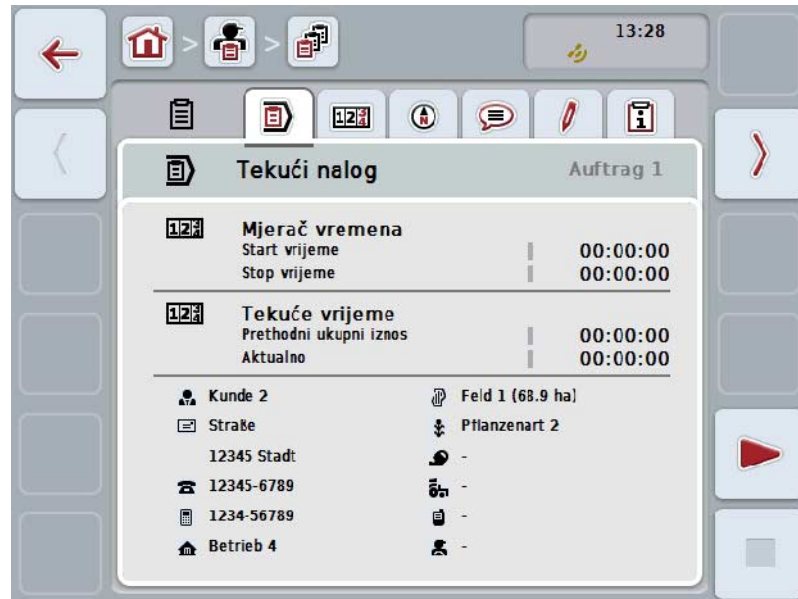 13:28
Tekući nalog Auftrag 1
Mjerač vremena
Start vrijeme 00:00:00
Stop vrijeme 00:00:00
Tekuće vrijeme
Prethodni ukupni iznos 00:00:00
Aktualno 00:00:00
Kunde 2 Feld 1 (68.9 ha)
Straße Pflanzenart 2
12345 Stadt -
12345-6789 -
1234-56789 -
Betrieb 4 -